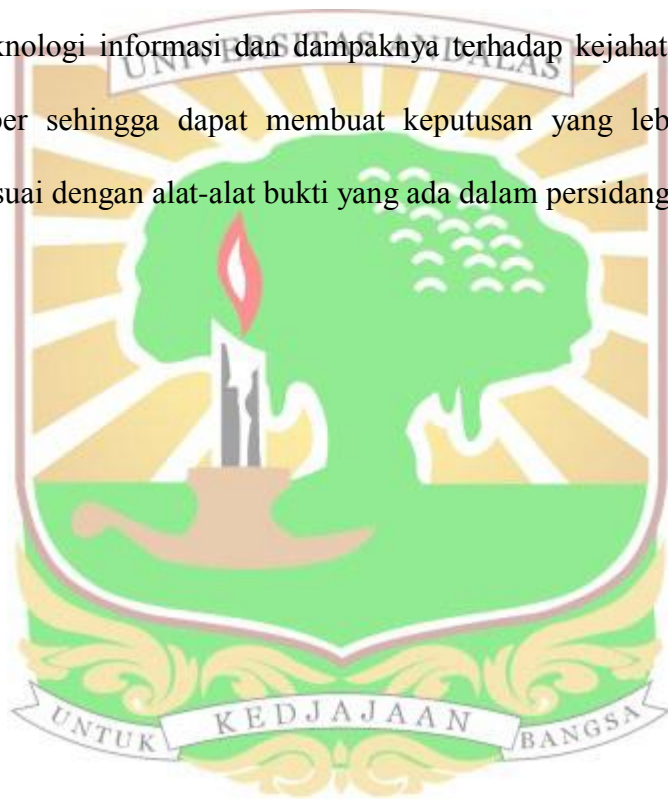 knologi informasi dan dampaknya terhadap kejahat
UNIVERSITAS ANDALAS
ber sehingga dapat membuat keputusan yang leb
suai dengan alat-alat bukti yang ada dalam persidang
UNTUK KEDJAJAAN BANGSA